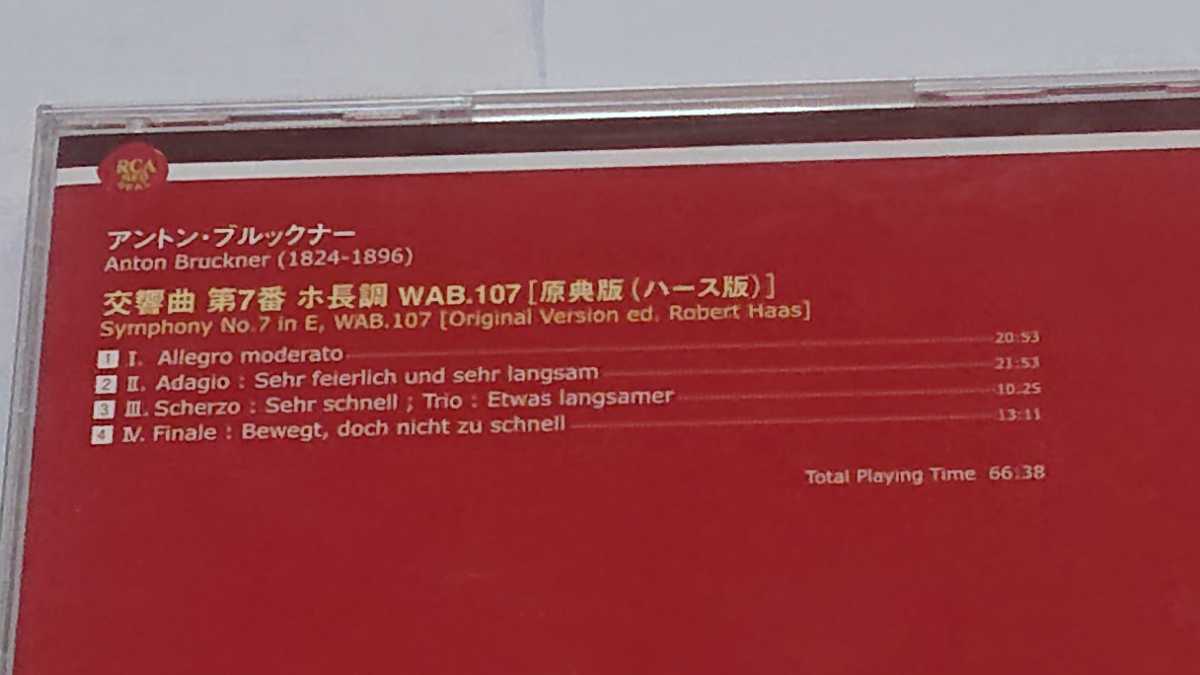 RCA
RED
SEAL
アントン・ブルックナー
Anton Bruckner (1824-1896)
交響曲 第7番 ホ長調 WAB.107 [原典版(ハース版)]
Symphony No.7 in E, WAB.107 [Original Version ed. Robert Haas]
1 I. Allegro moderato 20:53
2 II. Adagio : Sehr feierlich und sehr langsam 21:53
3 III. Scherzo : Sehr schnell ; Trio : Etwas langsamer 10:25
4 IV. Finale : Bewegt, doch nicht zu schnell 13:11
Total Playing Time 66:38